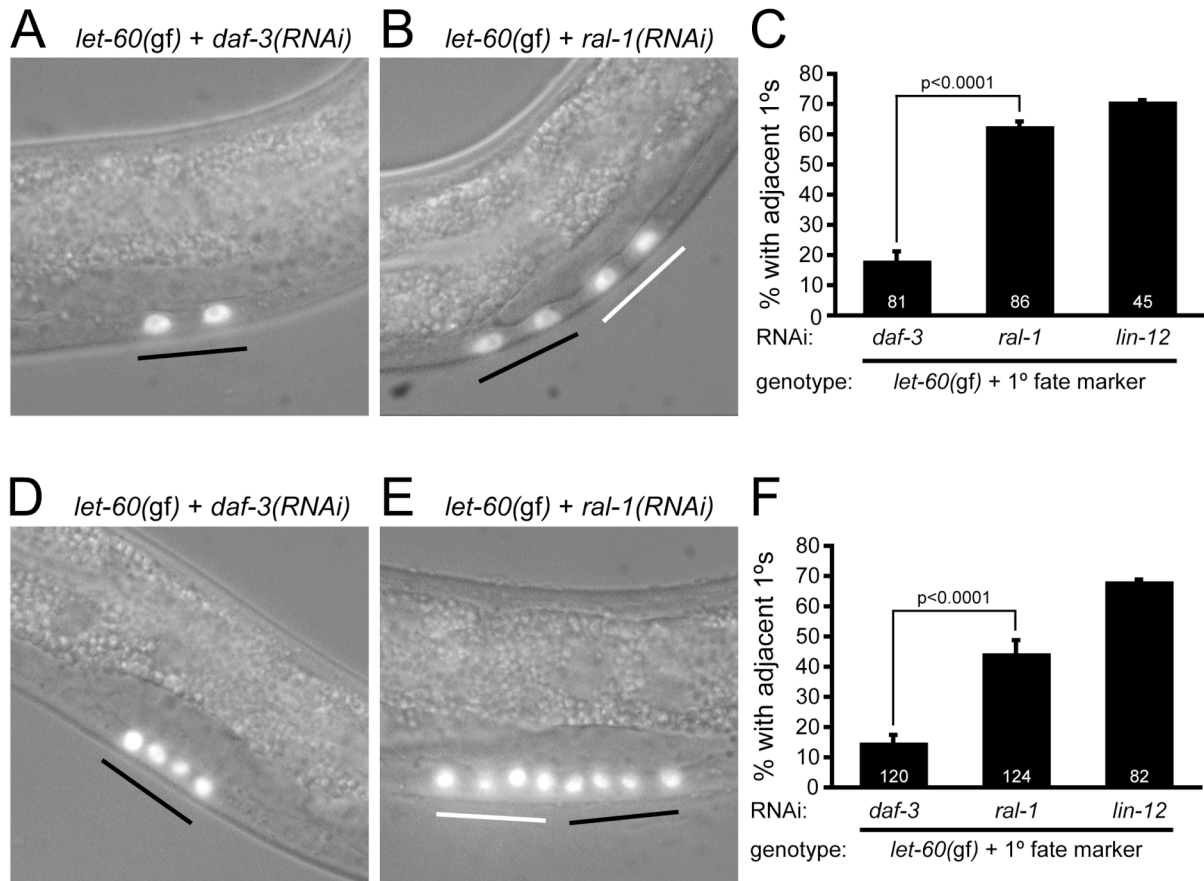 A let-60(gf) + daf-3(RNAi)
B let-60(gf) + ral-1(RNAi)
C
% with adjacent 1ºs
80
70
60
50
40
30
20
10
0
p<0.0001
81 86 45
RNAi: daf-3 ral-1 lin-12
genotype: let-60(gf) + 1º fate marker
D let-60(gf) + daf-3(RNAi)
E let-60(gf) + ral-1(RNAi)
F
% with adjacent 1ºs
80
70
60
50
40
30
20
10
0
p<0.0001
120 124 82
RNAi: daf-3 ral-1 lin-12
genotype: let-60(gf) + 1º fate marker